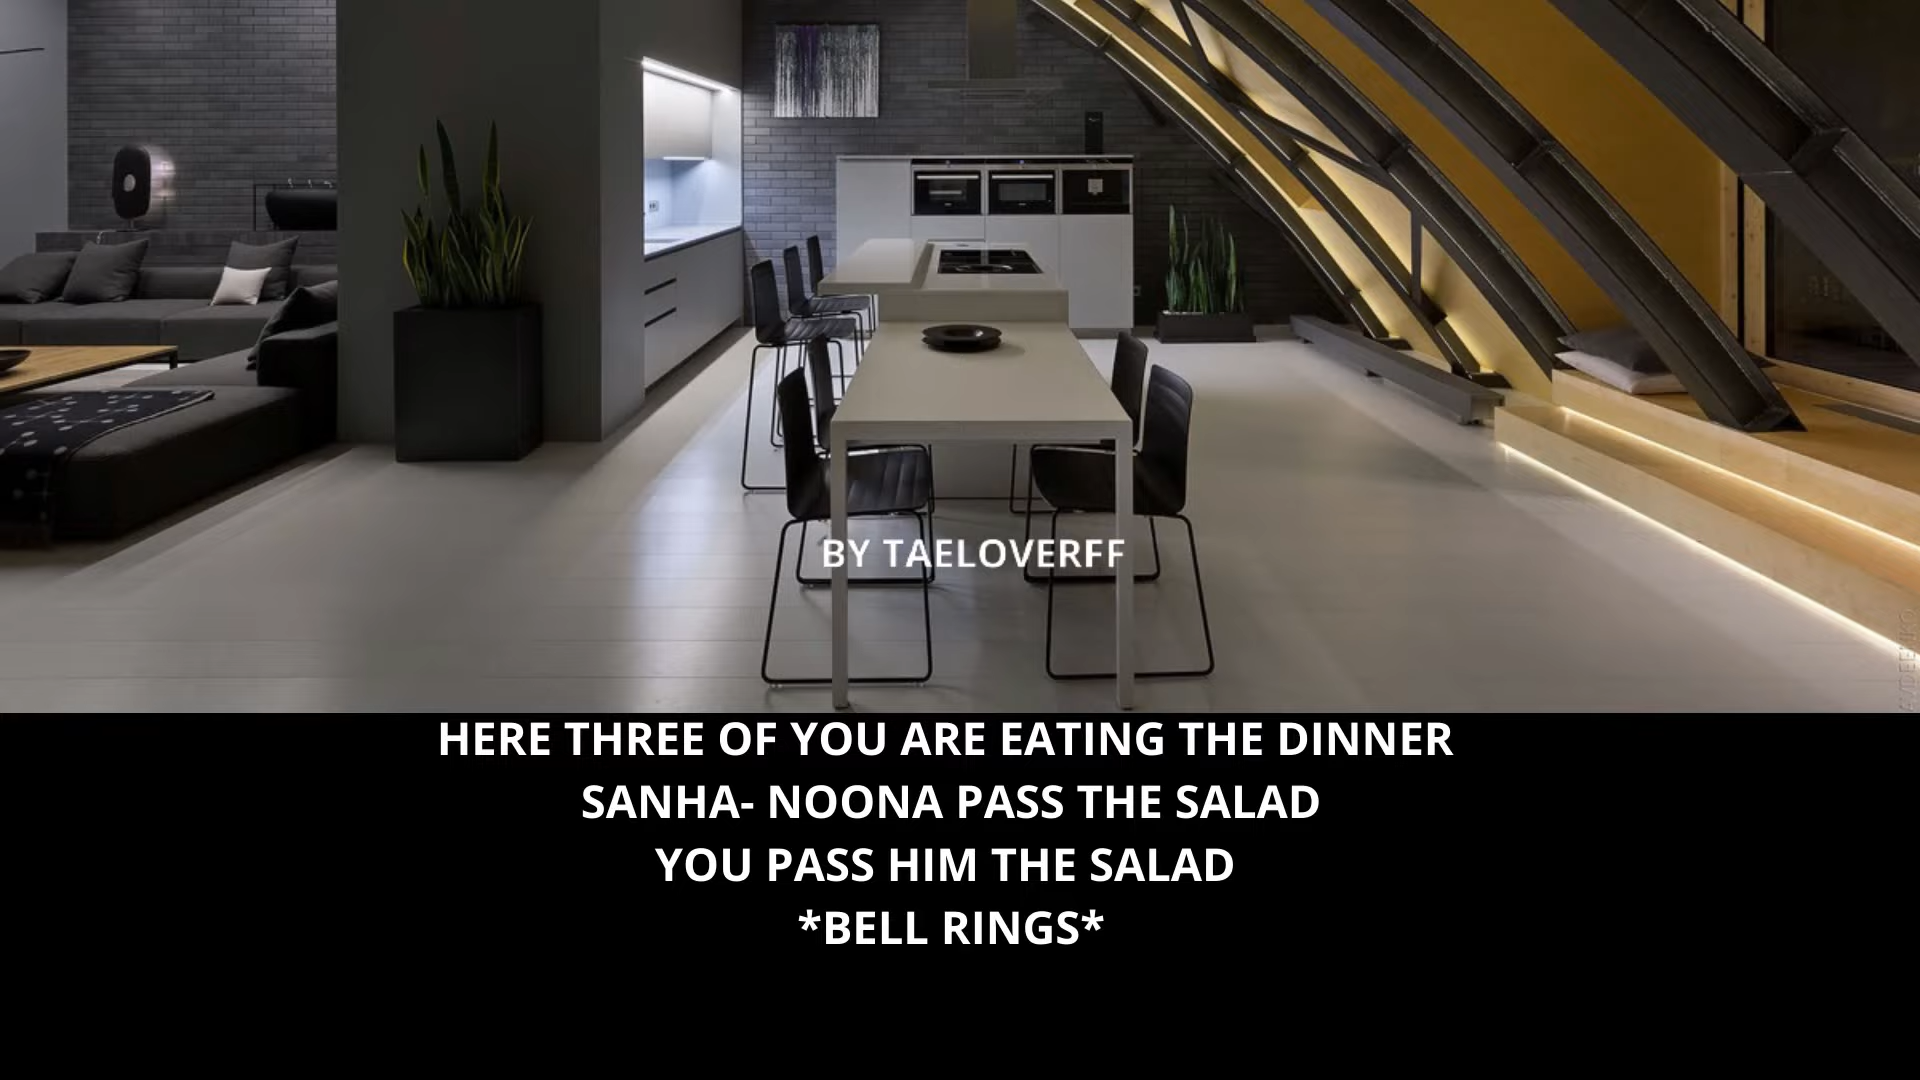 BY TAELOVERFF
HERE THREE OF YOU ARE EATING THE DINNER
SANHA- NOONA PASS THE SALAD
YOU PASS HIM THE SALAD
*BELL RINGS*